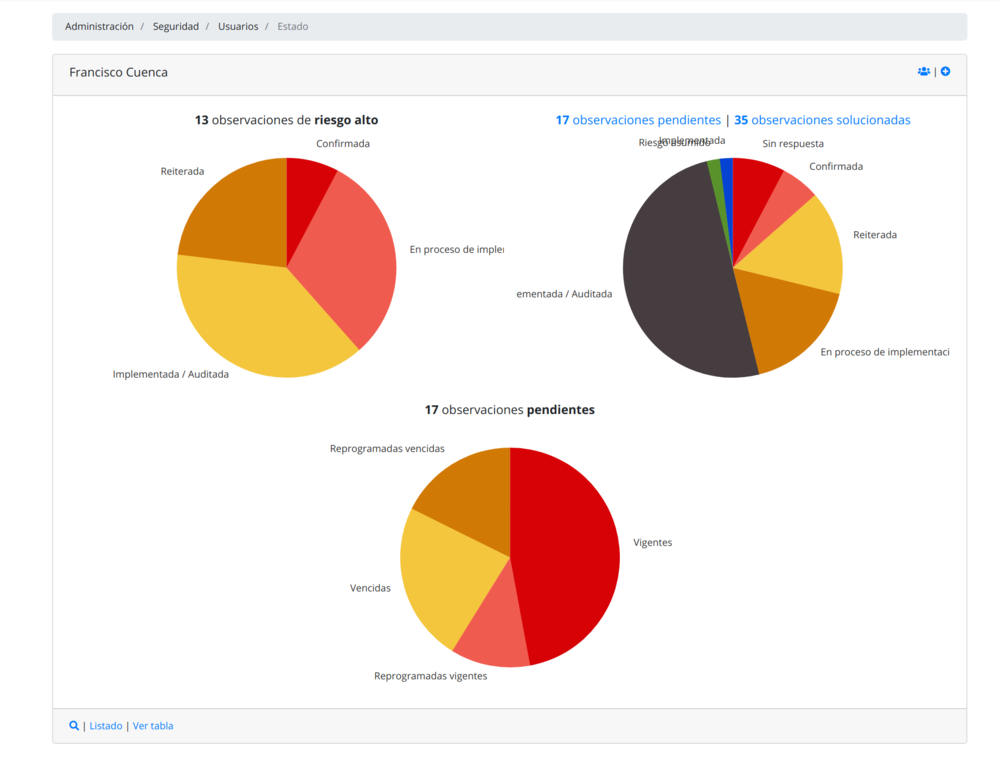 Administración / Seguridad / Usuarios / Estado
Francisco Cuenca
|
13 observaciones de riesgo alto
Confirmada
Reiterada
En proceso de imple
Implementada / Auditada
17 observaciones pendientes | 35 observaciones solucionadas
Implementada
Riesgo asumido
Sin respuesta
Confirmada
Reiterada
ementada / Auditada
En proceso de implementaci
17 observaciones pendientes
Reprogramadas vencidas
Vigentes
Vencidas
Reprogramadas vigentes
| Listado | Ver tabla